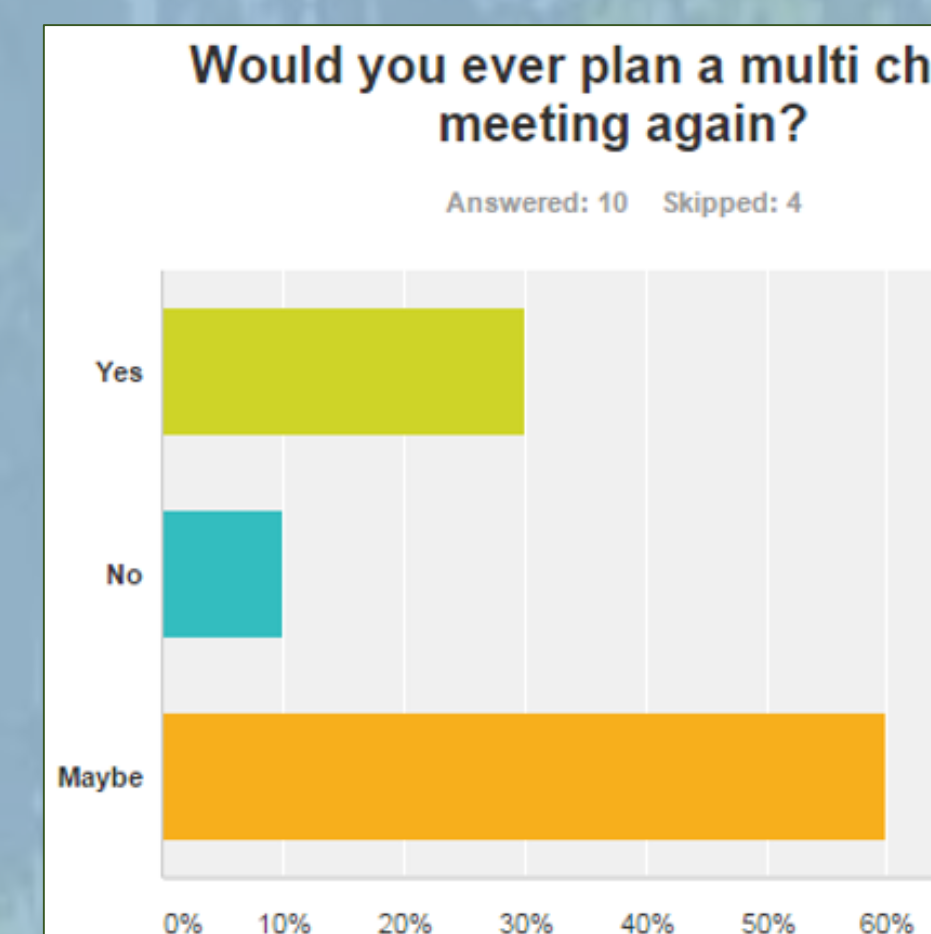 Would you ever plan a multi ch
meeting again?
Answered: 10 Skipped: 4
Yes
No
Maybe
0% 10% 20% 30% 40% 50% 60%